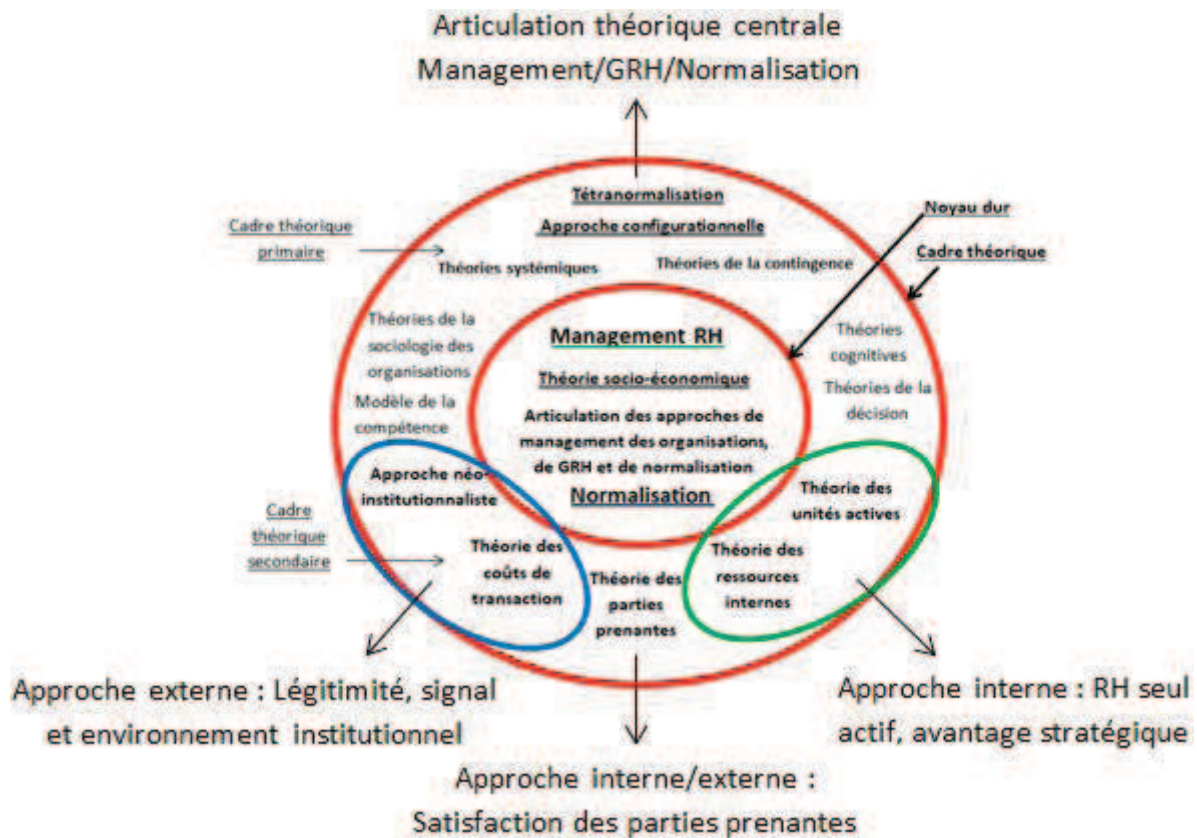 Articulation théorique centrale
Management/GRH/Normalisation
Tétranormalisation
Noyau dur
Approche configurationnelle
Cadre théorique
primaire
Cadre théorique
Théories systémiques
Théories de la contingence
Théories de la
sociologie des
organisations
Modèle de la
compétence
Management RH
Théorie socio-économique
Articulation des approches de
management des organisations,
de GRH et de normalisation
Normalisation
Théories
cognitives
Théories de la
décision
Approche néo-
institutionnaliste
Théorie des
unités actives
Cadre
théorique
secondaire
Théorie des
coûts de
transaction
Théorie des
parties
prenantes
Théorie des
ressources
internes
Approche externe : Légitimité, signal
et environnement institutionnel
Approche interne : RH seul
actif, avantage stratégique
Approche interne/externe :
Satisfaction des parties prenantes